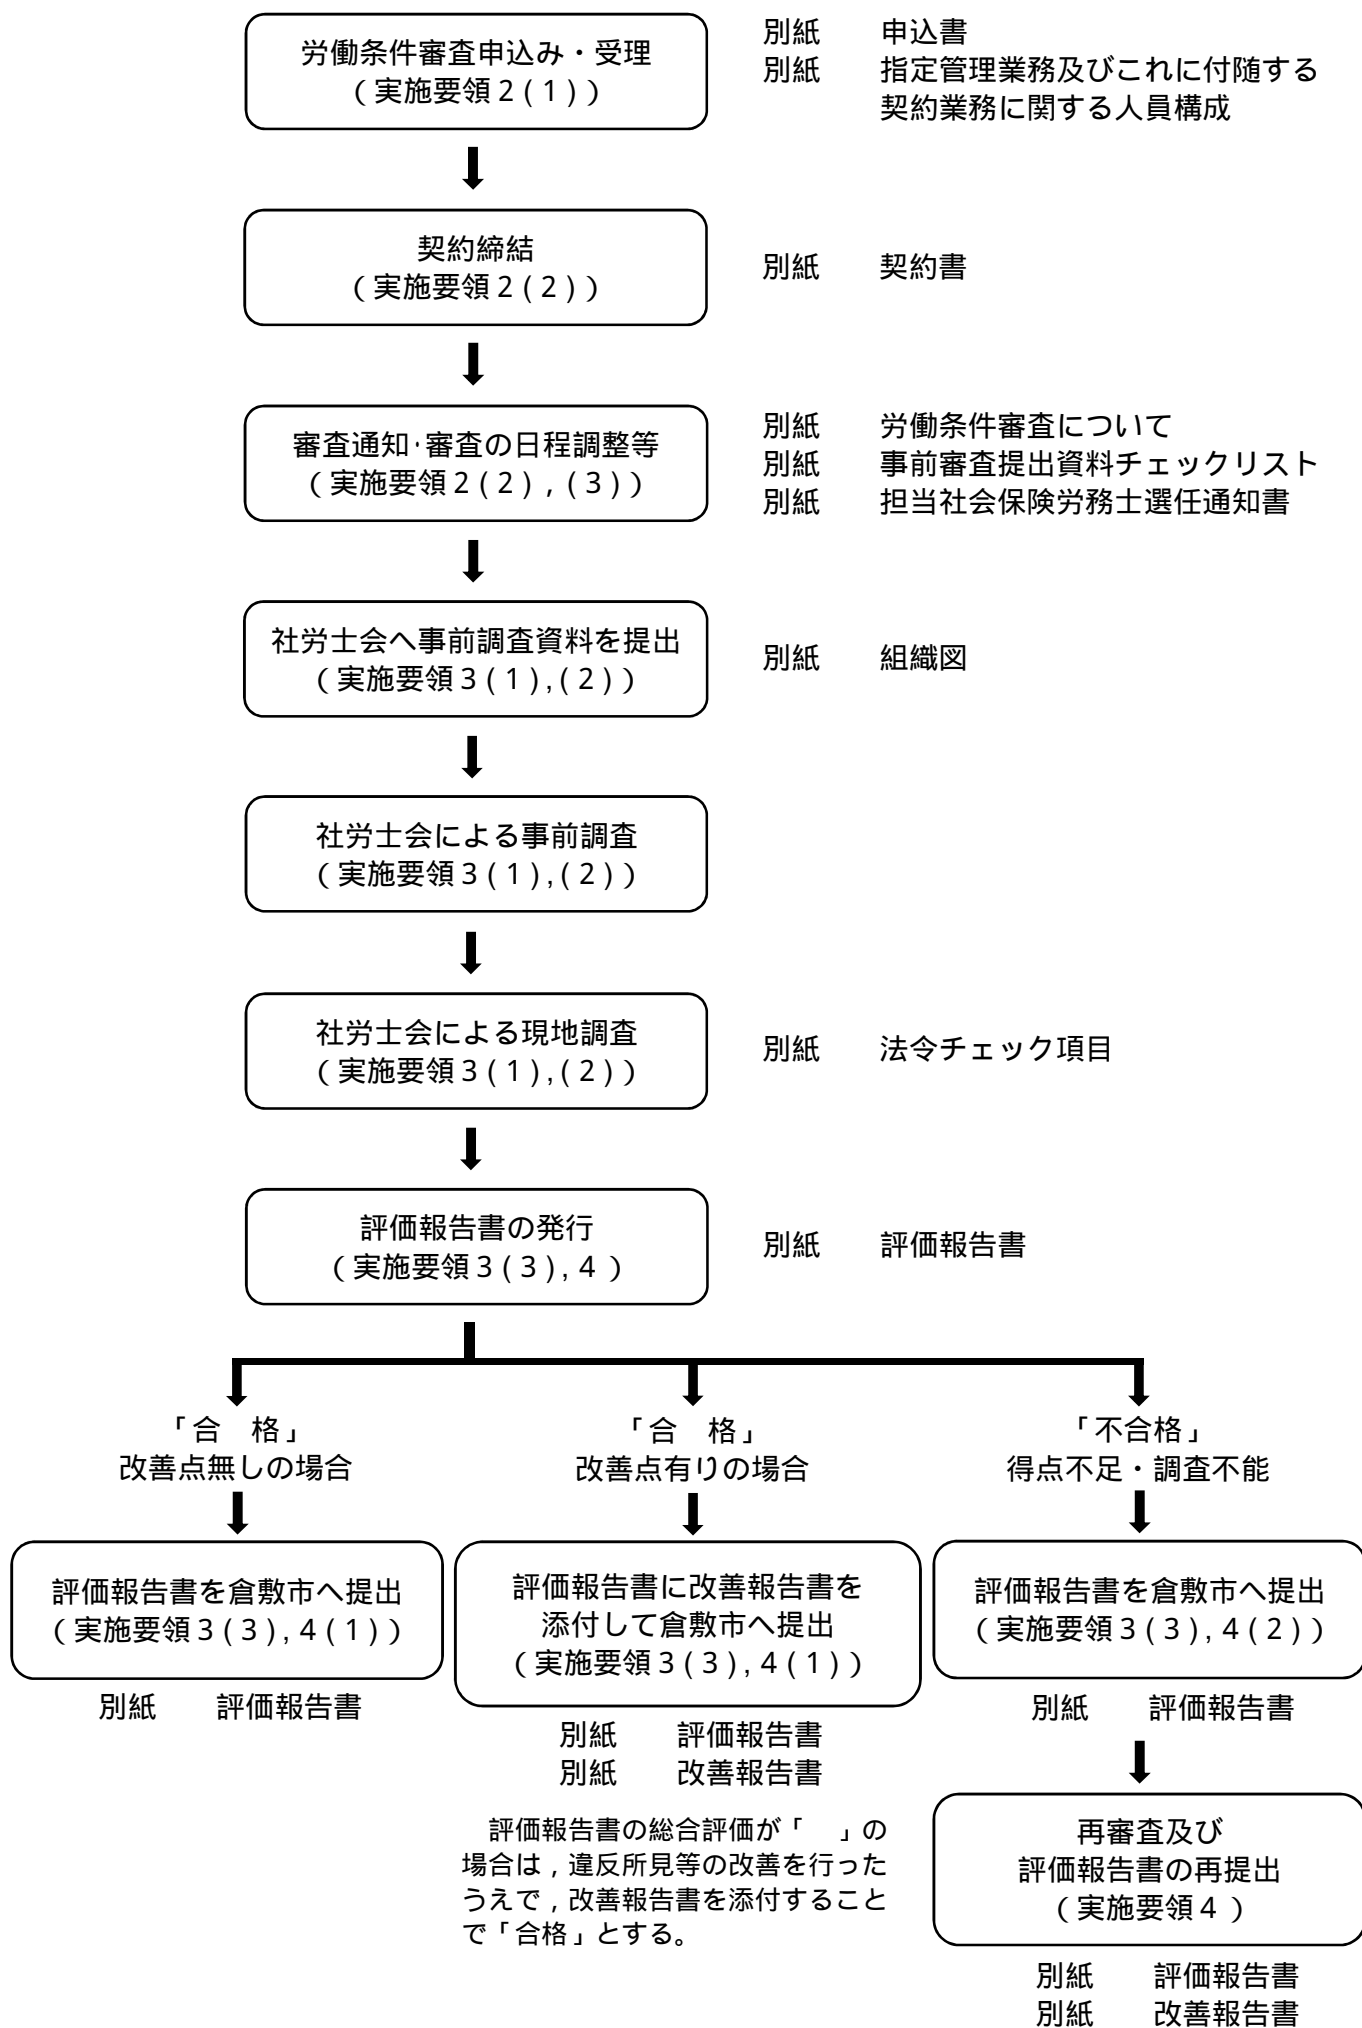 労働条件審査申込み・受理
（実施要領2(1)）
別紙　　申込書
別紙　　指定管理業務及びこれに付随する
契約業務に関する人員構成
契約締結
（実施要領2(2)）
別紙　　契約書
審査通知･審査の日程調整等
（実施要領2(2),(3)）
別紙　　労働条件審査について
別紙　　事前審査提出資料チェックリスト
別紙　　担当社会保険労務士選任通知書
社労士会へ事前調査資料を提出
（実施要領3(1),(2)）
別紙　　組織図
社労士会による事前調査
（実施要領3(1),(2)）
社労士会による現地調査
（実施要領3(1),(2)）
別紙　　法令チェック項目
評価報告書の発行
（実施要領3(3),4）
別紙　　評価報告書
「合　格」
改善点無しの場合
評価報告書を倉敷市へ提出
（実施要領3(3),4(1)）
別紙　　評価報告書
「合　格」
改善点有りの場合
評価報告書に改善報告書を
添付して倉敷市へ提出
（実施要領3(3),4(1)）
別紙　　評価報告書
別紙　　改善報告書
評価報告書の総合評価が「　」の
場合は，違反所見等の改善を行った
うえで，改善報告書を添付すること
で「合格」とする。
「不合格」
得点不足・調査不能
評価報告書を倉敷市へ提出
（実施要領3(3),4(2)）
別紙　　評価報告書
再審査及び
評価報告書の再提出
（実施要領4）
別紙　　評価報告書
別紙　　改善報告書